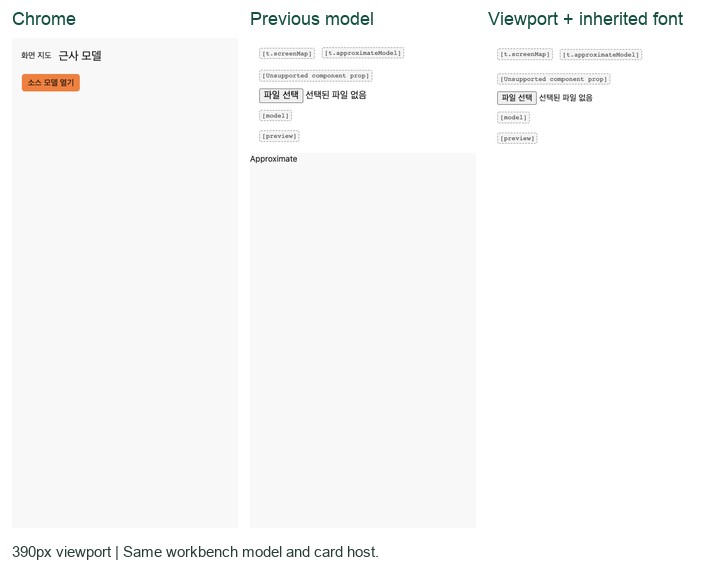 Chrome
Previous model
Viewport + inherited font
화면 지도 근사 모델
소스 모델 열기
[t.screenMap] [t.approximateModel]
[Unsupported component prop]
파일 선택 선택된 파일 없음
[model]
[preview]
Approximate
[t.screenMap] [t.approximateModel]
[Unsupported component prop]
파일 선택 선택된 파일 없음
[model]
[preview]
390px viewport | Same workbench model and card host.